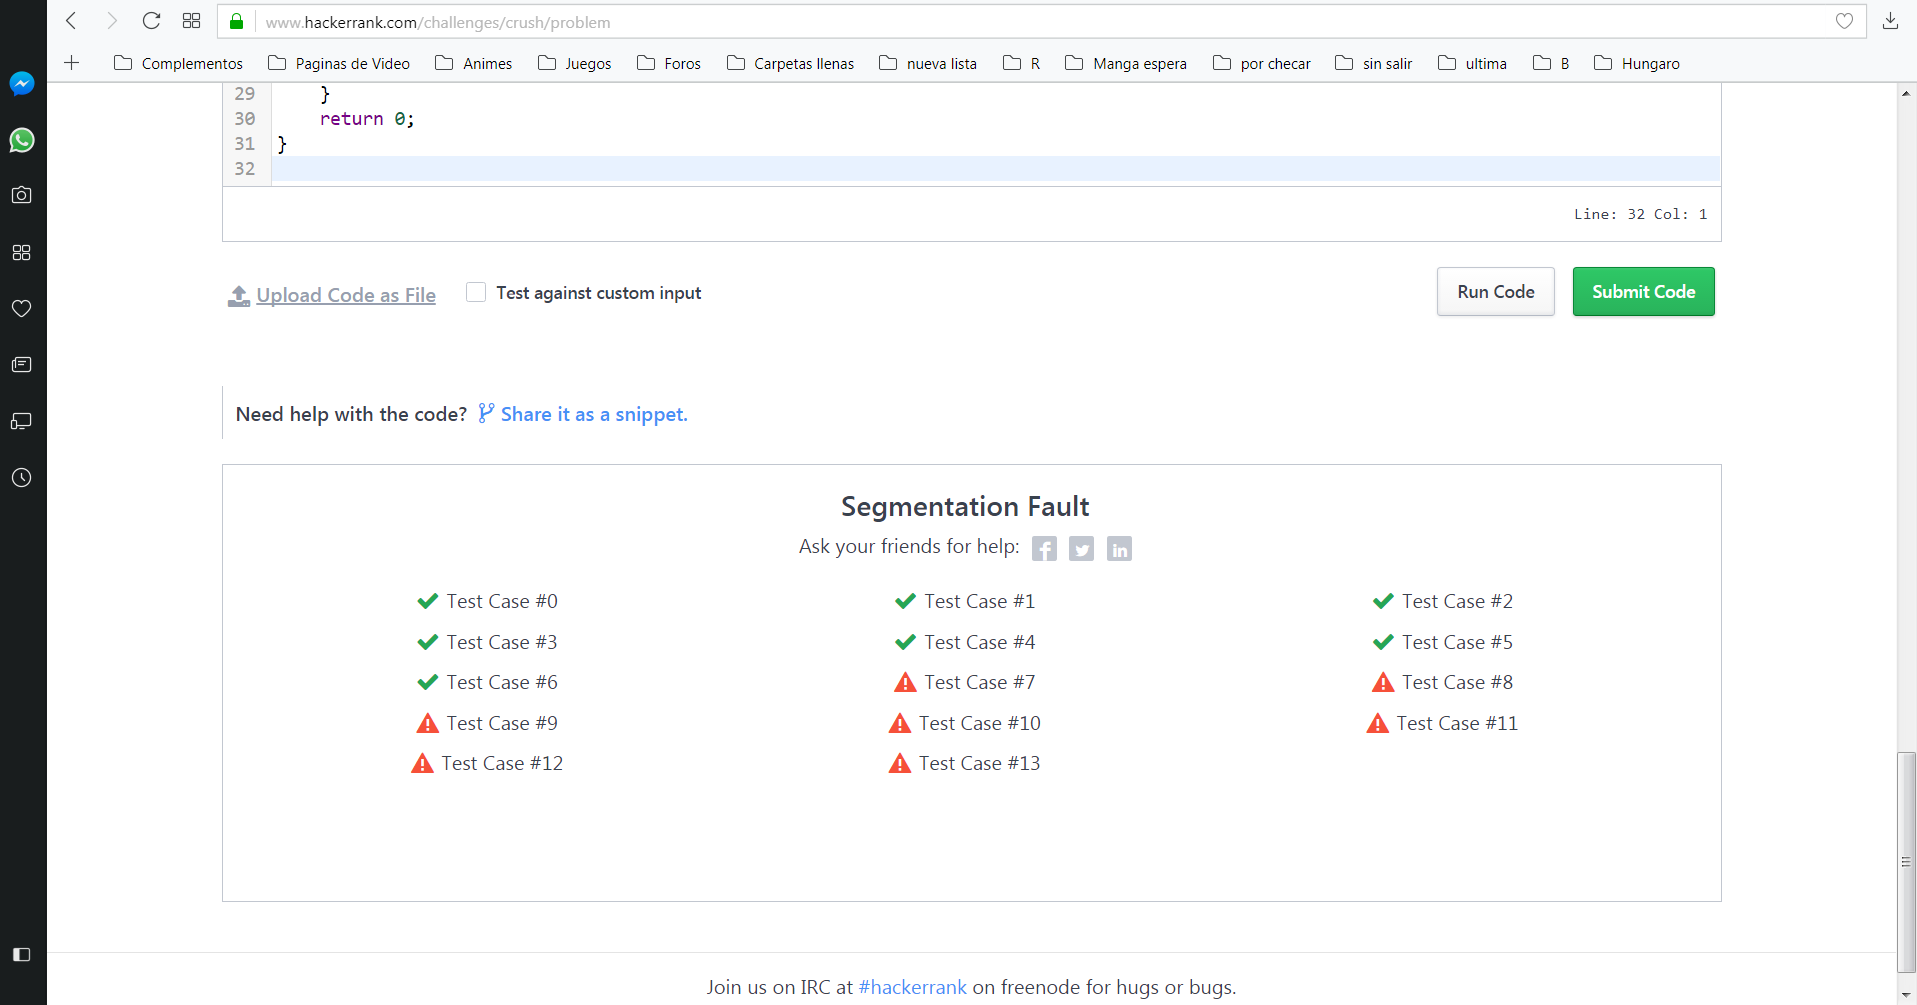 www.hackerrank.com/challenges/crush/problem
Complementos Paginas de Video Animes Juegos Foros Carpetas llenas nueva lista R Manga espera por checar sin salir ultima B Hungaro
29 }
30 return 0;
31 }
32
Line: 32 Col: 1
Upload Code as File Test against custom input Run Code Submit Code
Need help with the code? Share it as a snippet.
Segmentation Fault
Ask your friends for help: f in
Test Case #0 Test Case #1 Test Case #2
Test Case #3 Test Case #4 Test Case #5
Test Case #6 Test Case #7 Test Case #8
Test Case #9 Test Case #10 Test Case #11
Test Case #12 Test Case #13
Join us on IRC at #hackerrank on freenode for hugs or bugs.